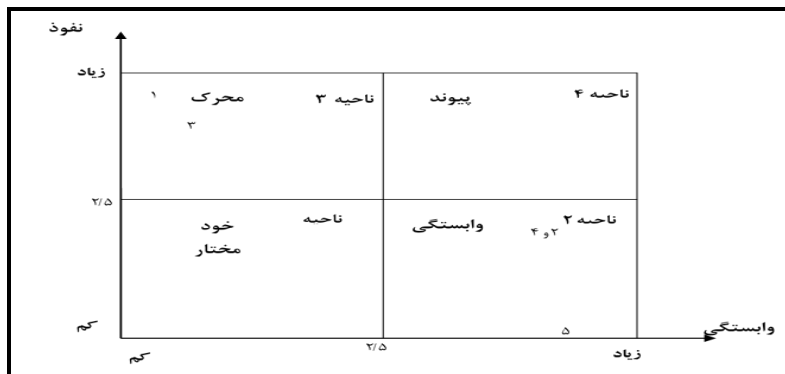 نفوذ
زیاد
۱
محرک
ناحیه ۳
پیوند
ناحیه ۴
۳
۲/۵
خود
مختار
ناحیه
وابستگی
ناحیه ۲
۲ و ۴
۵
کم
وابستگی
کم
۲/۵
زیاد